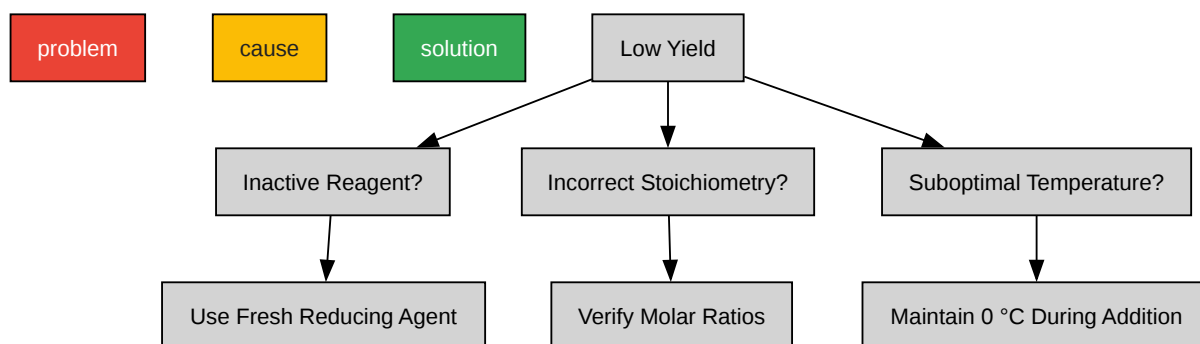 problem
cause
solution
Low Yield
Inactive Reagent?
Incorrect Stoichiometry?
Suboptimal Temperature?
Use Fresh Reducing Agent
Verify Molar Ratios
Maintain 0 °C During Addition